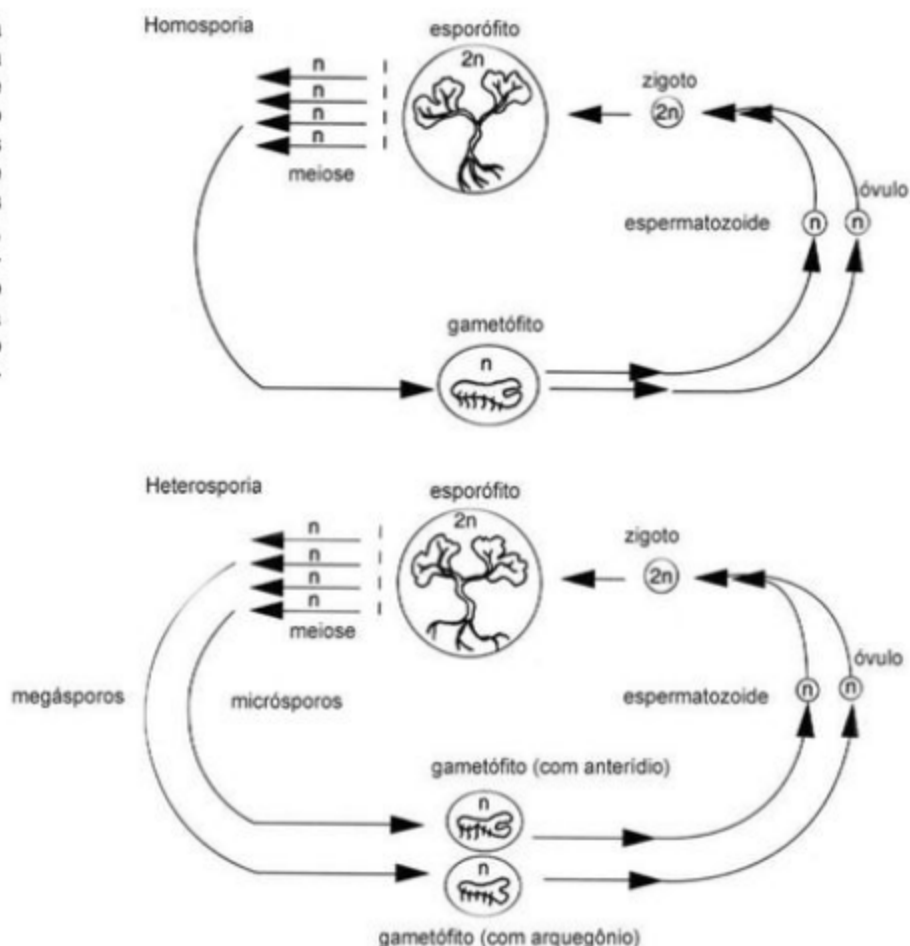 Homosporia
esporófito
2n
n
n
n
n
meiose
zigoto
2n
óvulo
espermatozoide
n
n
gametófito
n
Heterosporia
esporófito
2n
n
n
n
n
meiose
zigoto
2n
óvulo
megásporos
micrósporos
espermatozoide
n
n
gametófito (com anterídio)
n
n
gametófito (com arquegônio)